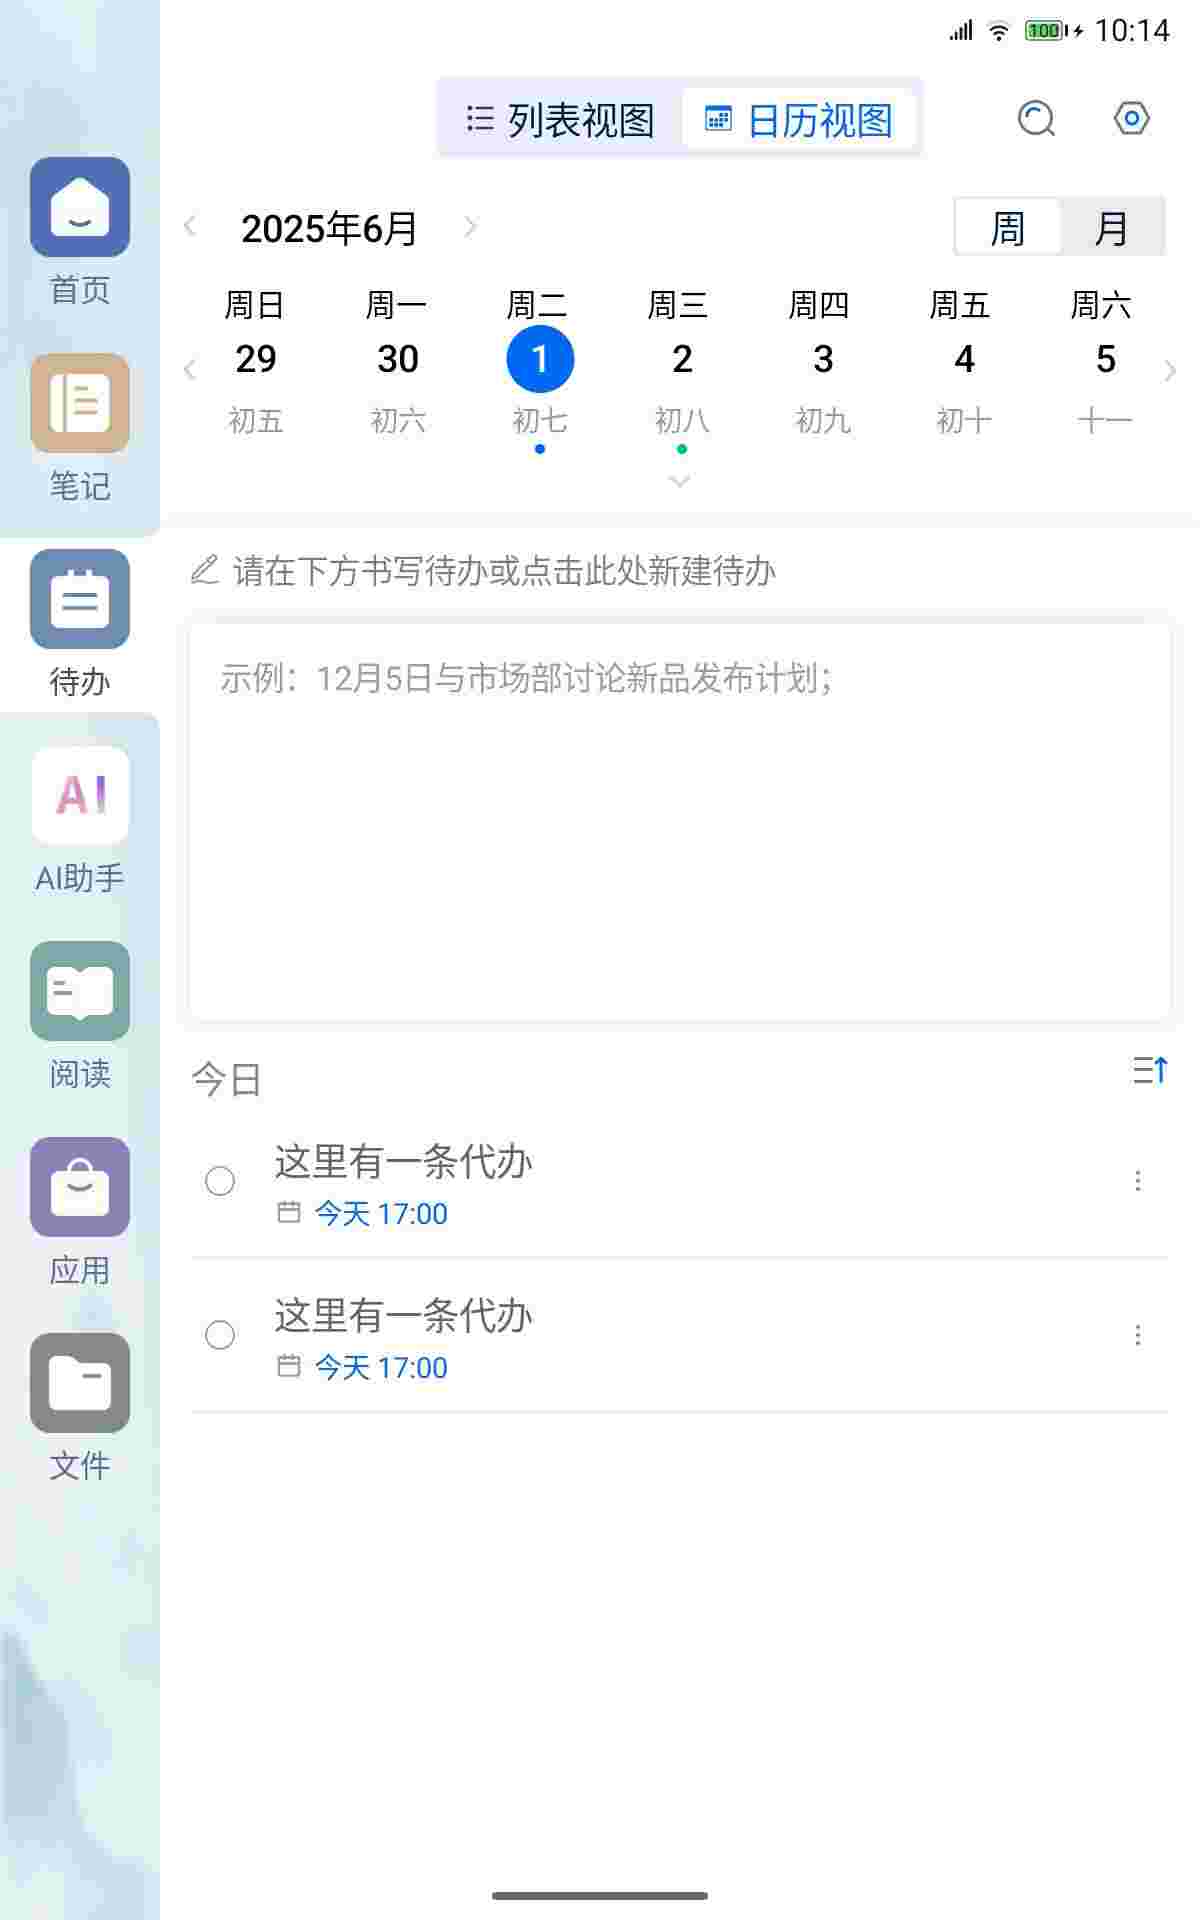 100 10:14
列表视图 日历视图
2025年6月 周 月
周日 周一 周二 周三 周四 周五 周六
29 30 1 2 3 4 5
初五 初六 初七 初八 初九 初十 十一
请在下方书写待办或点击此处新建待办
示例：12月5日与市场部讨论新品发布计划；
今日
这里有一条代办
今天 17:00
这里有一条代办
今天 17:00
首页
笔记
待办
AI
AI助手
阅读
应用
文件